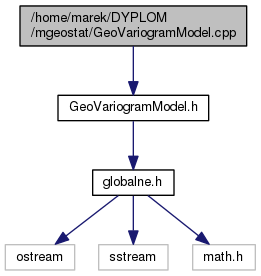 /home/marek/DYPLOM
/mgeostat/GeoVariogramModel.cpp
GeoVariogramModel.h
globalne.h
ostream
sstream
math.h